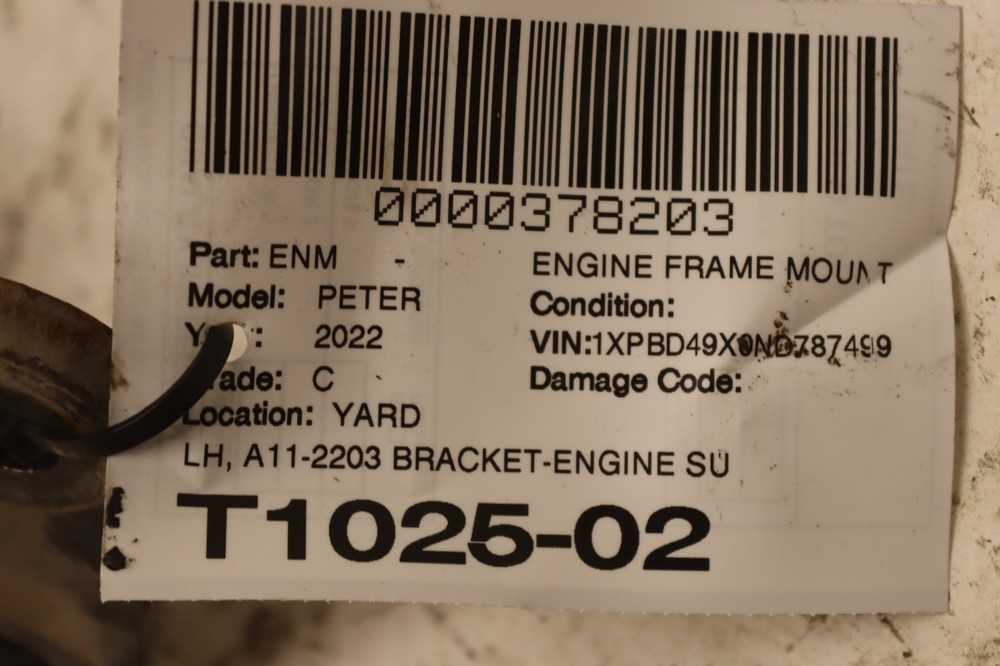 0000378203
Part: ENM - ENGINE FRAME MOUNT
Model: PETER Condition:
Year: 2022 VIN:1XPBD49X0ND787499
Grade: C Damage Code:
Location: YARD
LH, A11-2203 BRACKET-ENGINE SU
T1025-02